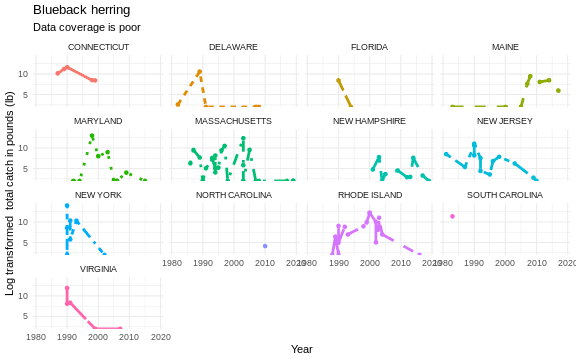 Blueback herring
Data coverage is poor
CONNECTICUT DELAWARE FLORIDA MAINE
10
5
MARYLAND MASSACHUSETTS NEW HAMPSHIRE NEW JERSEY
10
5
NEW YORK NORTH CAROLINA RHODE ISLAND SOUTH CAROLINA
10
5
1980 1990 2000 2010 2020 1980 1990 2000 2010 2020 1980 1990 2000 2010 2020
VIRGINIA
10
5
1980 1990 2000 2010 2020
Year
Log transformed total catch in pounds (lb)